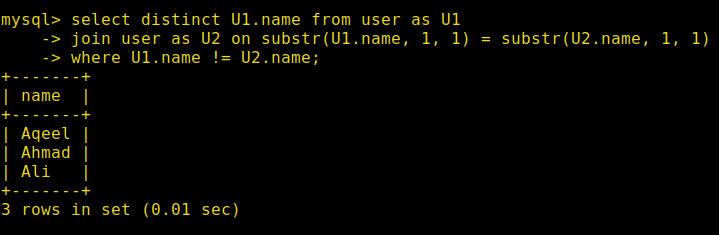 mysql> select distinct U1.name from user as U1
    -> join user as U2 on substr(U1.name, 1, 1) = substr(U2.name, 1, 1)
    -> where U1.name != U2.name;
+-------+
| name  |
+-------+
| Aqeel |
| Ahmad |
| Ali   |
+-------+
3 rows in set (0.01 sec)